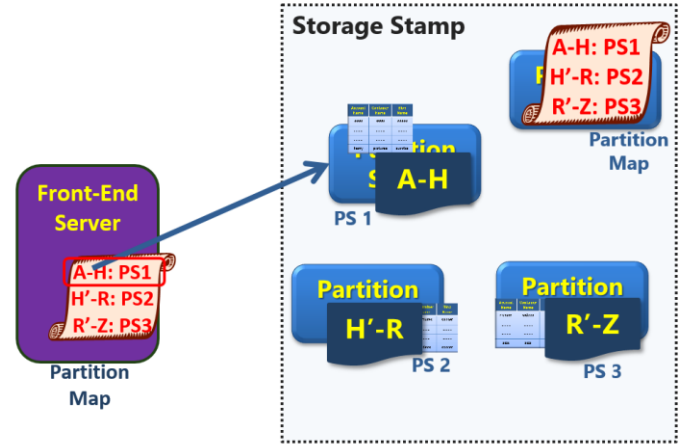 Storage Stamp
A-H: PS1
H'-R: PS2
R'-Z: PS3
Partition
Map
Partition
A-H
PS 1
Front-End
Server
A-H: PS1
H'-R: PS2
R'-Z: PS3
Partition
Map
Partition
H'-R
PS 2
Partition
R'-Z
PS 3